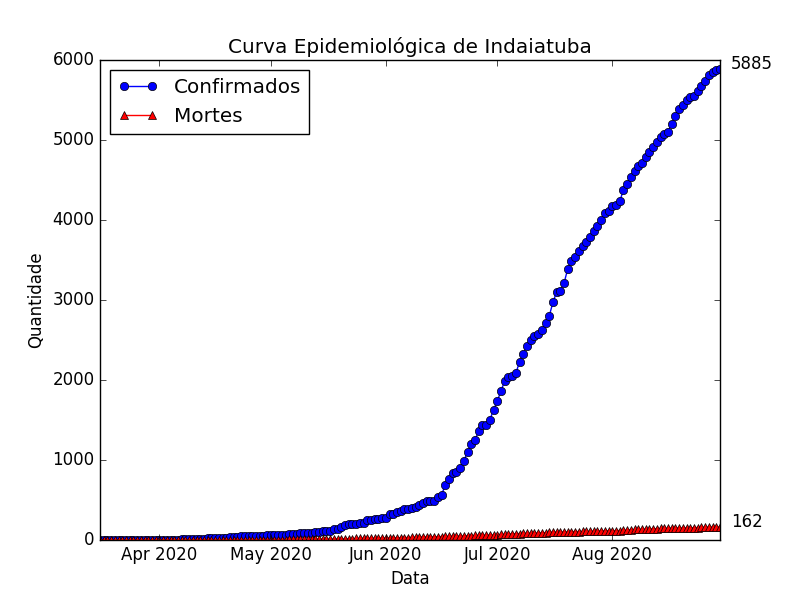 Curva Epidemiológica de Indaiatuba
6000
5000
4000
3000
2000
1000
0
Quantidade
Confirmados
Mortes
5885
162
Apr 2020
May 2020
Jun 2020
Jul 2020
Aug 2020
Data